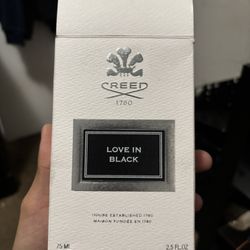 CREED
1760
LOVE IN
BLACK
HOUSE ESTABLISHED 1760
MAISON FONDÉE EN 1760
75 Ml
2.5 FL.OZ